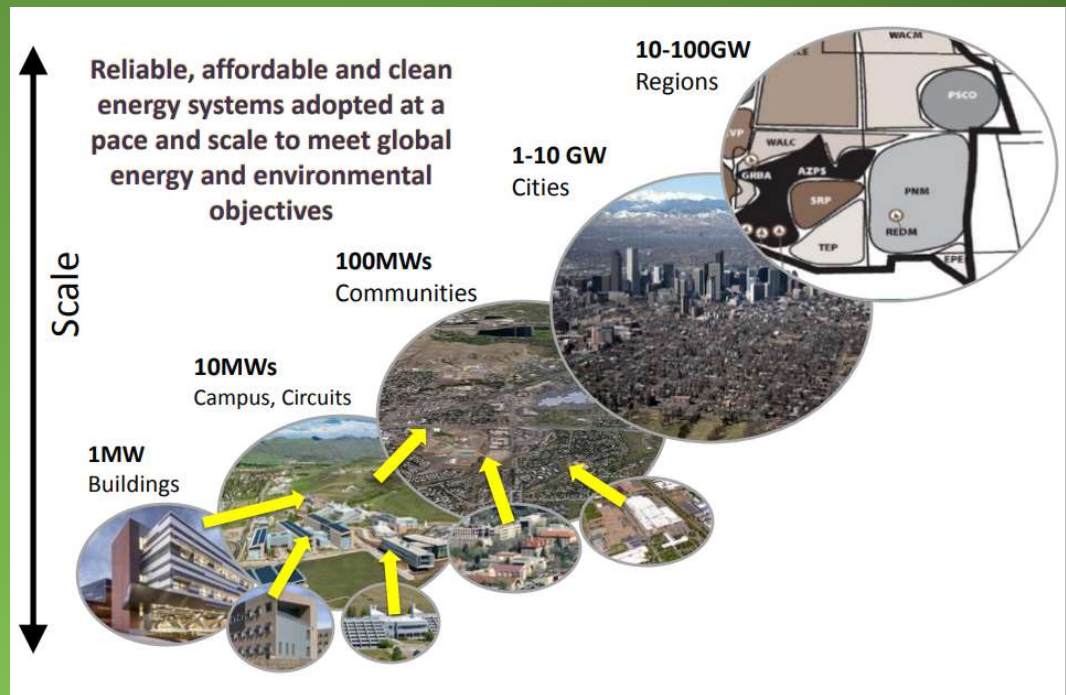 Reliable, affordable and clean
energy systems adopted at a
pace and scale to meet global
energy and environmental
objectives
Scale
10-100GW
Regions
1-10 GW
Cities
100MWs
Communities
10MWs
Campus, Circuits
1MW
Buildings
WACM
PSCO
WALC
GRBA
AZPS
SRP
PNM
REDM
TEP
EPE